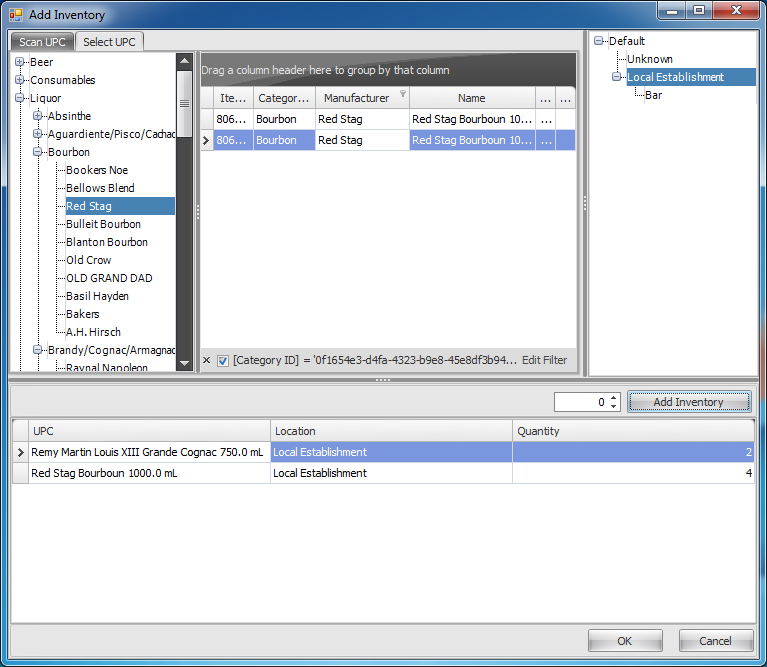 Add Inventory
Scan UPC
Select UPC
Beer
Consumables
Liquor
Absinthe
Aguardiente/Pisco/Cachac
Bourbon
Bookers Noe
Bellows Blend
Red Stag
Bulleit Bourbon
Blanton Bourbon
Old Crow
OLD GRAND DAD
Basil Hayden
Bakers
A.H. Hirsch
Brandy/Cognac/Armagnac
Raynal Napoleon
Drag a column header here to group by that column
Ite... Categor... Manufacturer Name ... ...
806... Bourbon Red Stag Red Stag Bourboun 10... ...
806... Bourbon Red Stag Red Stag Bourboun 10... ...
[Category ID] = '0f1654e3-d4fa-4323-b9e8-45e8df3b94... Edit Filter
Default
Unknown
Local Establishment
Bar
0 Add Inventory
UPC Location Quantity
Remy Martin Louis XIII Grande Cognac 750.0 mL Local Establishment 2
Red Stag Bourboun 1000.0 mL Local Establishment 4
OK Cancel